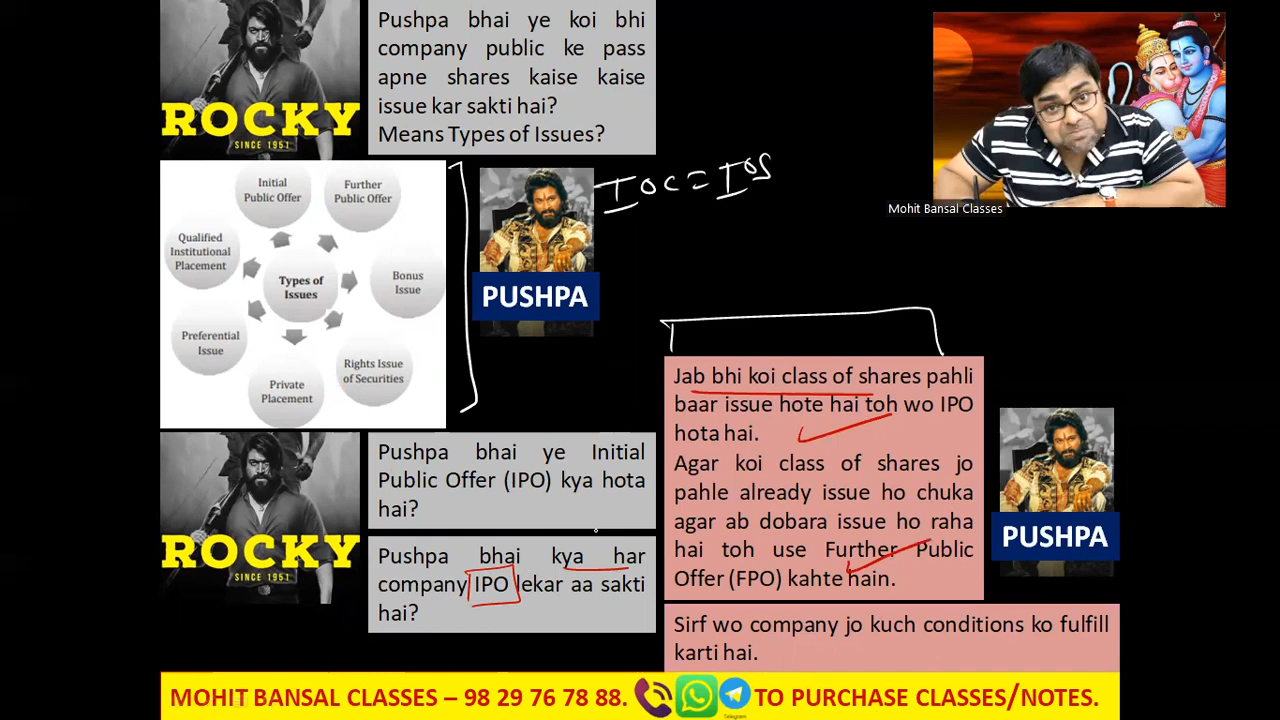 ROCKY
SINCE 1951
Pushpa bhai ye koi bhi
company public ke pass
apne shares kaise kaise
issue kar sakti hai?
Means Types of Issues?
Mohit Bansal Classes
Initial
Public Offer
Further
Public Offer
Qualified
Institutional
Placement
Types of
Issues
Bonus
Issue
Preferential
Issue
Rights Issue
of Securities
Private
Placement
PUSHPA
IOC = IOS
Jab bhi koi class of shares pahli
baar issue hote hai toh wo IPO
hota hai.
Agar koi class of shares jo
pahle already issue ho chuka
agar ab dobara issue ho raha
hai toh use Further Public
Offer (FPO) kahte hain.
PUSHPA
ROCKY
SINCE 1951
Pushpa bhai ye Initial
Public Offer (IPO) kya hota
hai?
Pushpa bhai kya har
company IPO lekar aa sakti
hai?
Sirf wo company jo kuch conditions ko fulfill
karti hai.
MOHIT BANSAL CLASSES – 98 29 76 78 88. TO PURCHASE CLASSES/NOTES.
Telegram